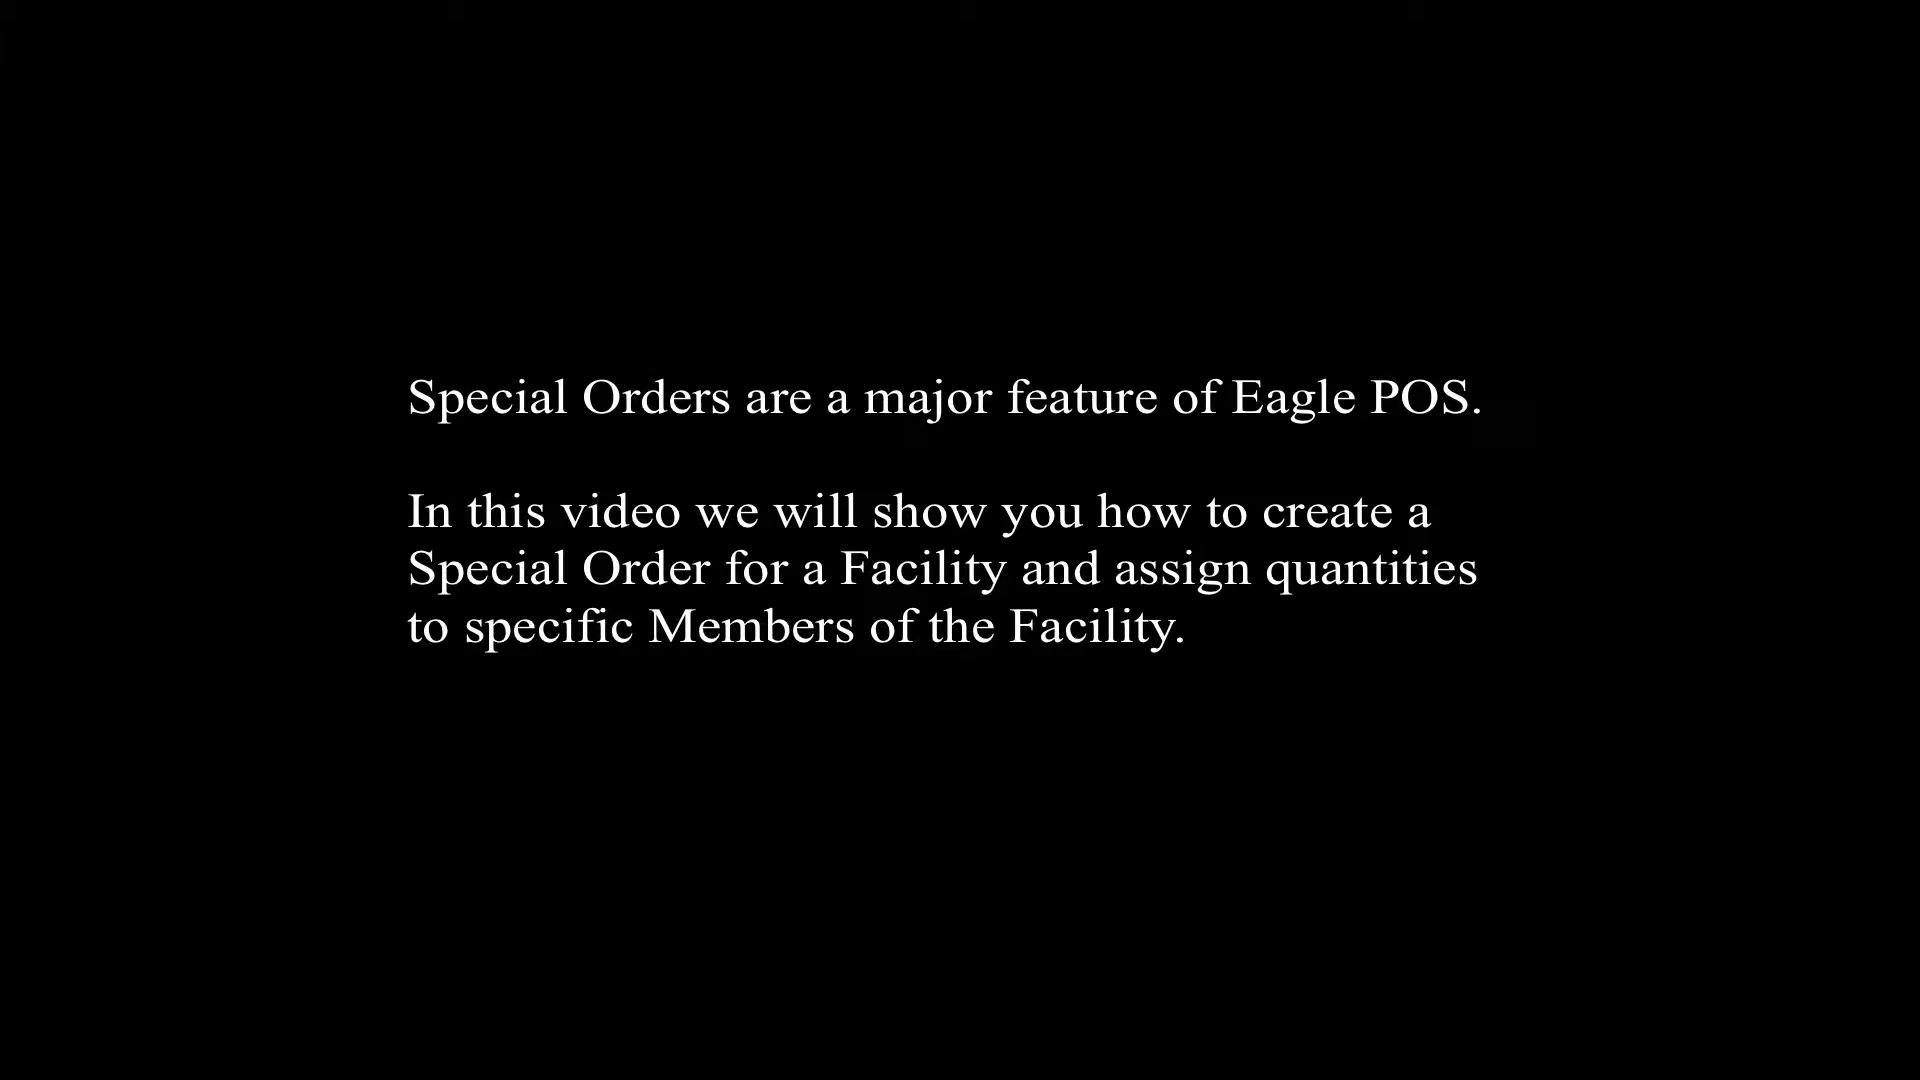 Special Orders are a major feature of Eagle POS.
In this video we will show you how to create a
Special Order for a Facility and assign quantities
to specific Members of the Facility.